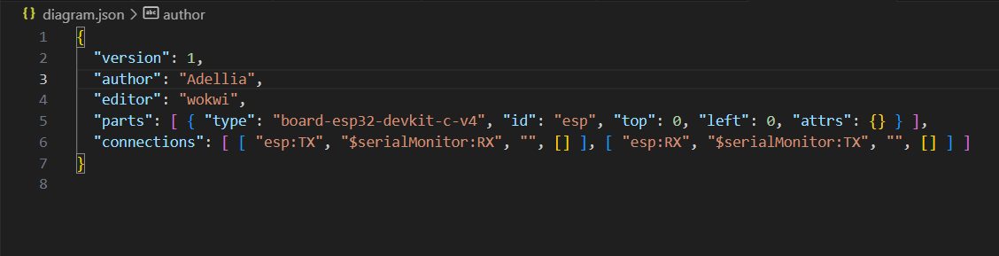 {} diagram.json > abc author
1 {
2 "version": 1,
3 "author": "Adellia",
4 "editor": "wokwi",
5 "parts": [ { "type": "board-esp32-devkit-c-v4", "id": "esp", "top": 0, "left": 0, "attrs": {} } ],
6 "connections": [ [ "esp:TX", "$serialMonitor:RX", "", [] ], [ "esp:RX", "$serialMonitor:TX", "", [] ] ]
7 }
8